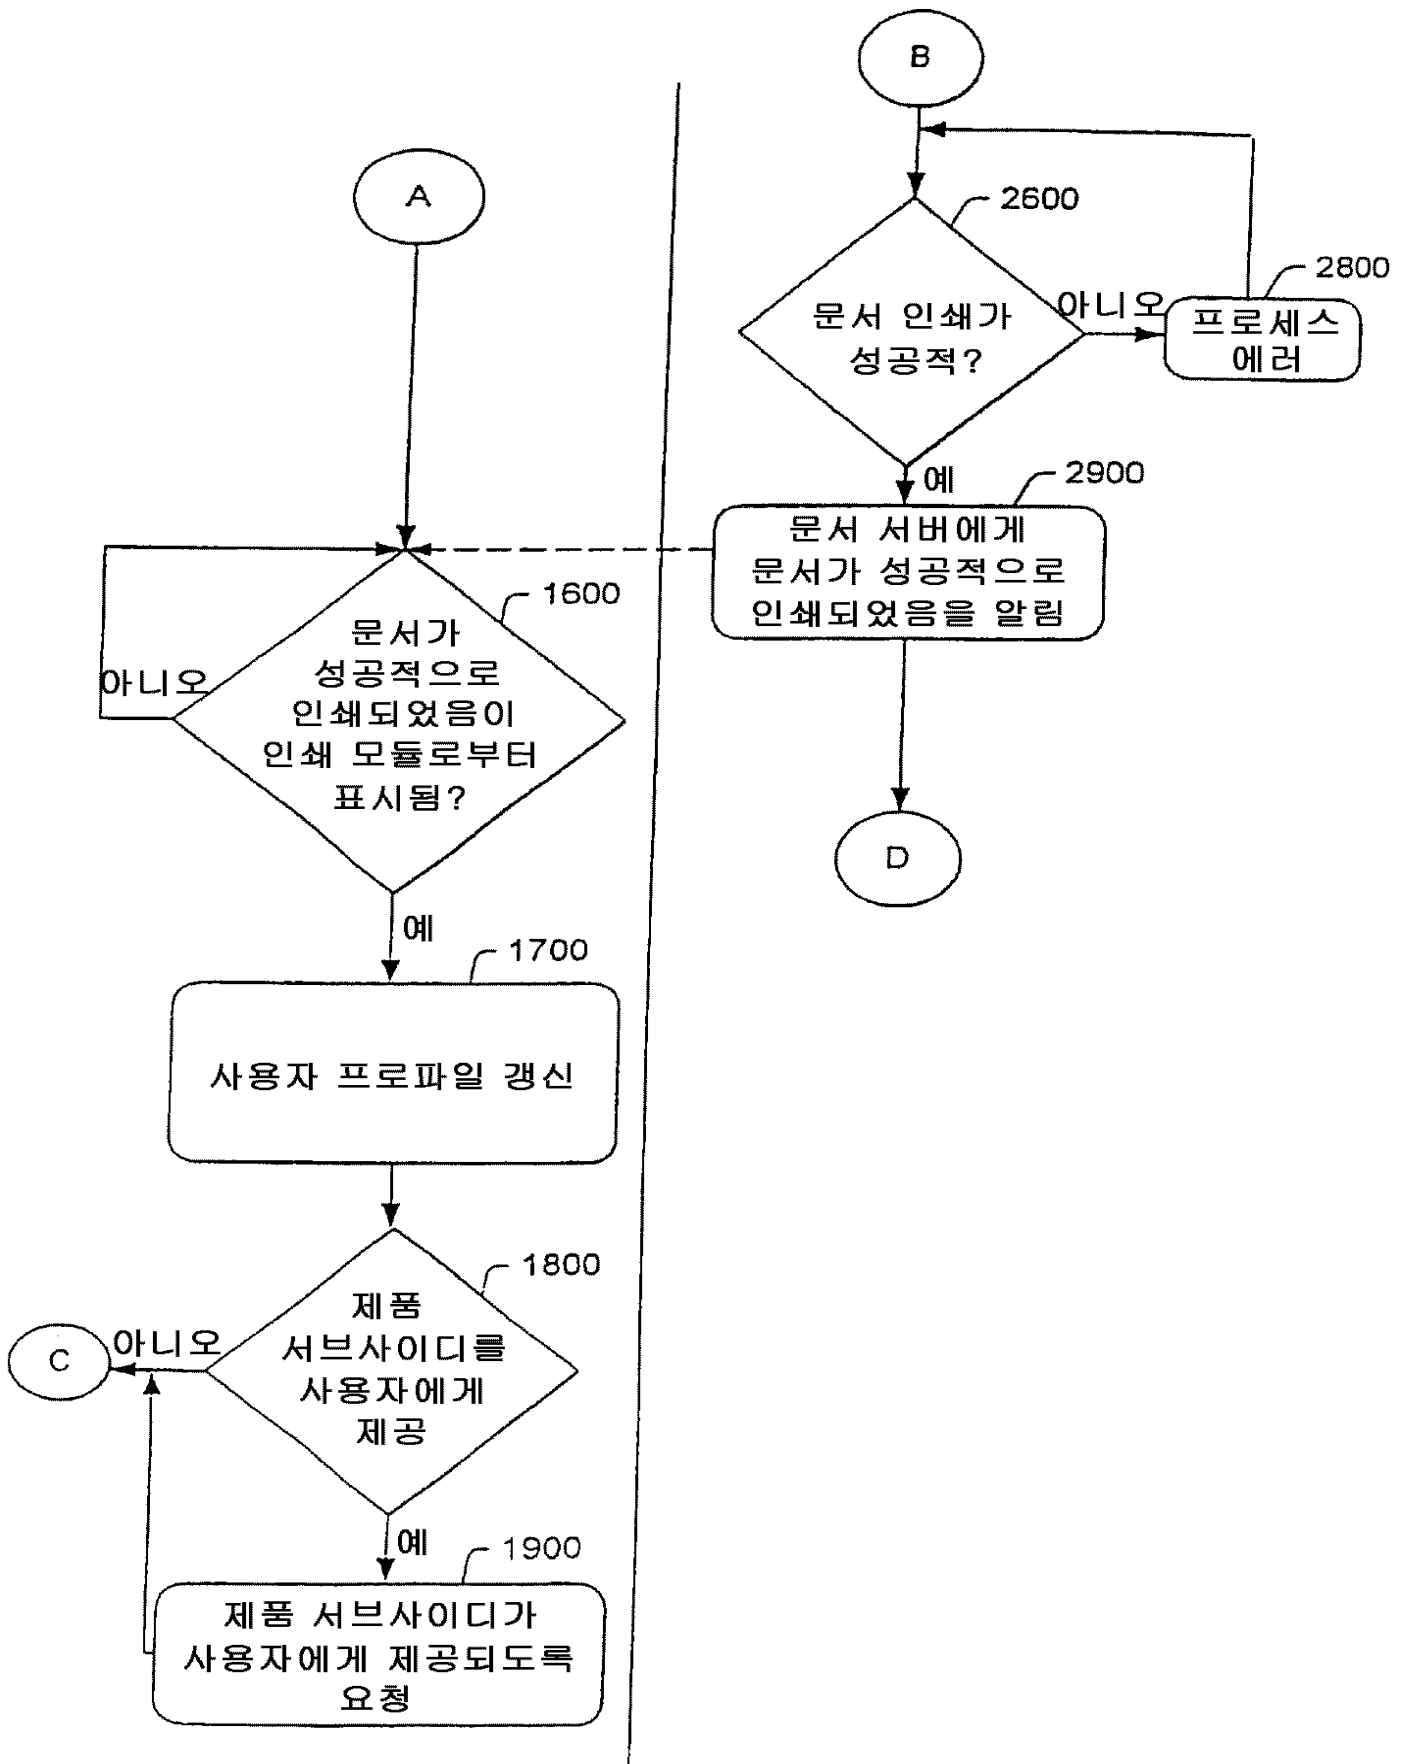 B
2600
문서 인쇄가
성공적?
아니오
2800
프로세스
에러
예
2900
문서 서버에게
문서가 성공적으로
인쇄되었음을 알림
D
A
1600
문서가
성공적으로
인쇄되었음이
인쇄 모듈로부터
표시됨?
아니오
예
1700
사용자 프로파일 갱신
1800
제품
서브사이디를
사용자에게
제공
아니오
C
예
1900
제품 서브사이디가
사용자에게 제공되도록
요청